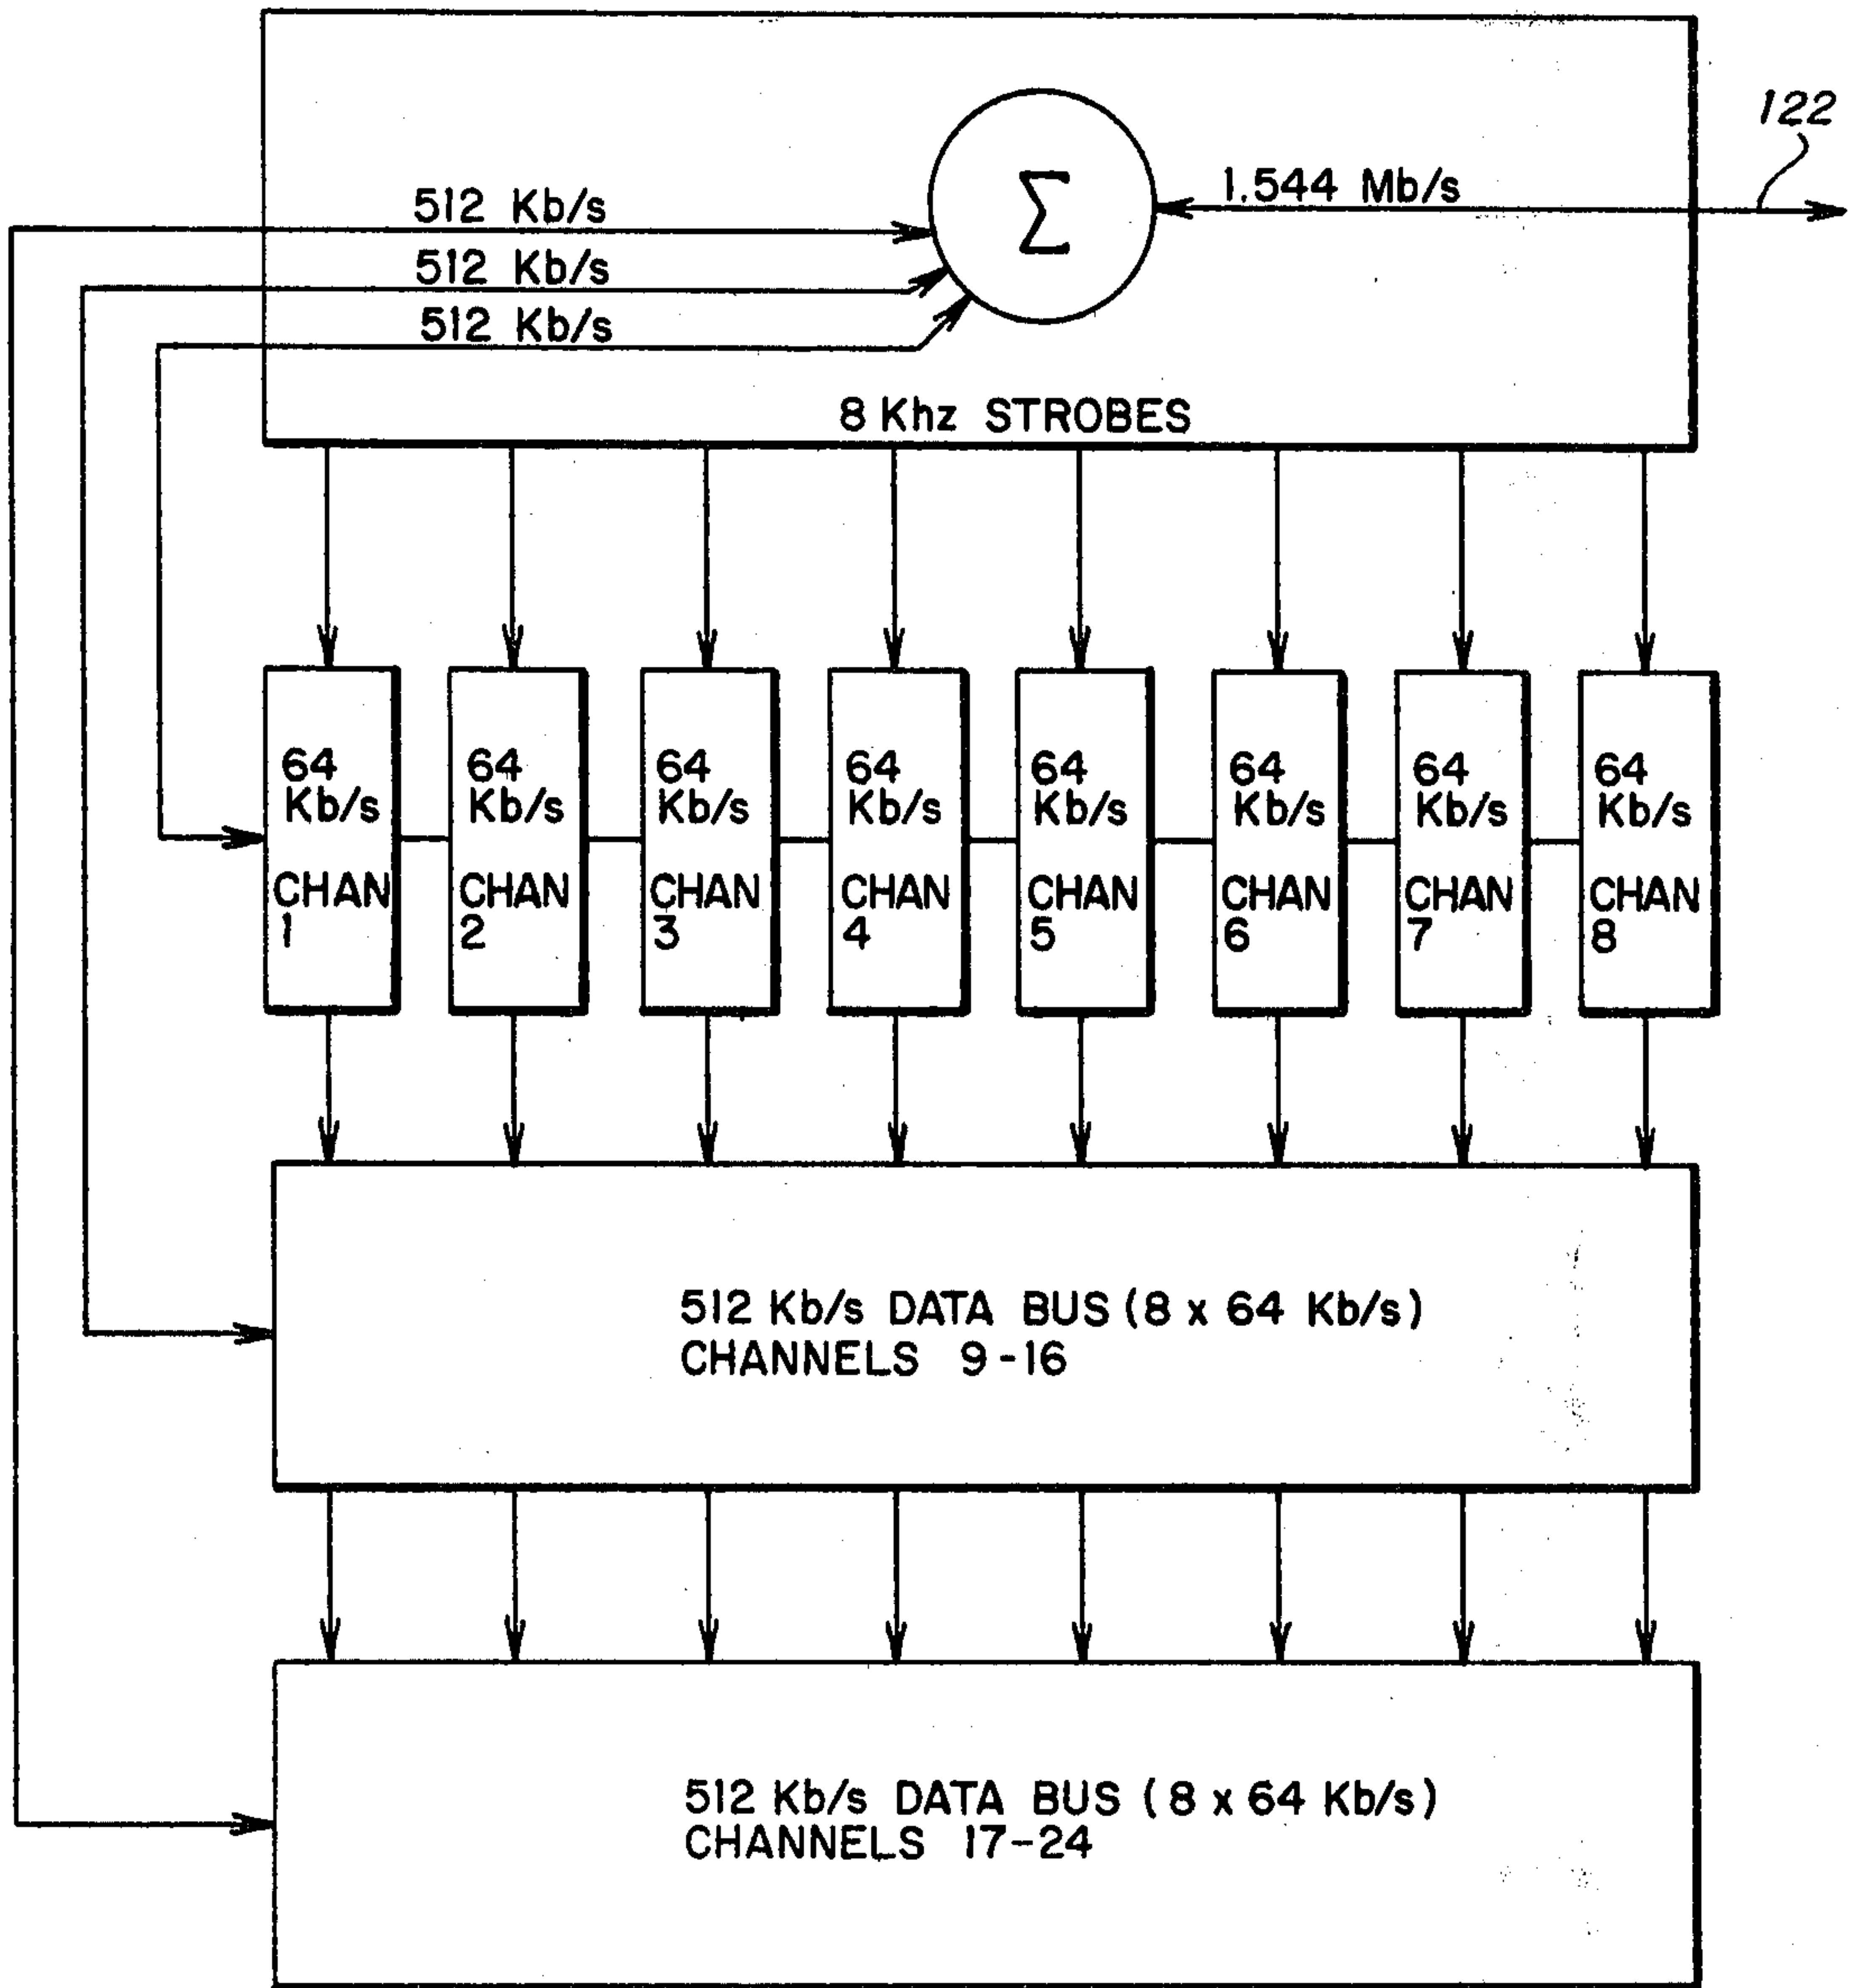 122
1.544 Mb/s
512 Kb/s
512 Kb/s
512 Kb/s
Σ
8 Khz STROBES
64 Kb/s CHAN 1
64 Kb/s CHAN 2
64 Kb/s CHAN 3
64 Kb/s CHAN 4
64 Kb/s CHAN 5
64 Kb/s CHAN 6
64 Kb/s CHAN 7
64 Kb/s CHAN 8
512 Kb/s DATA BUS (8 x 64 Kb/s)
CHANNELS 9-16
512 Kb/s DATA BUS (8 x 64 Kb/s)
CHANNELS 17-24